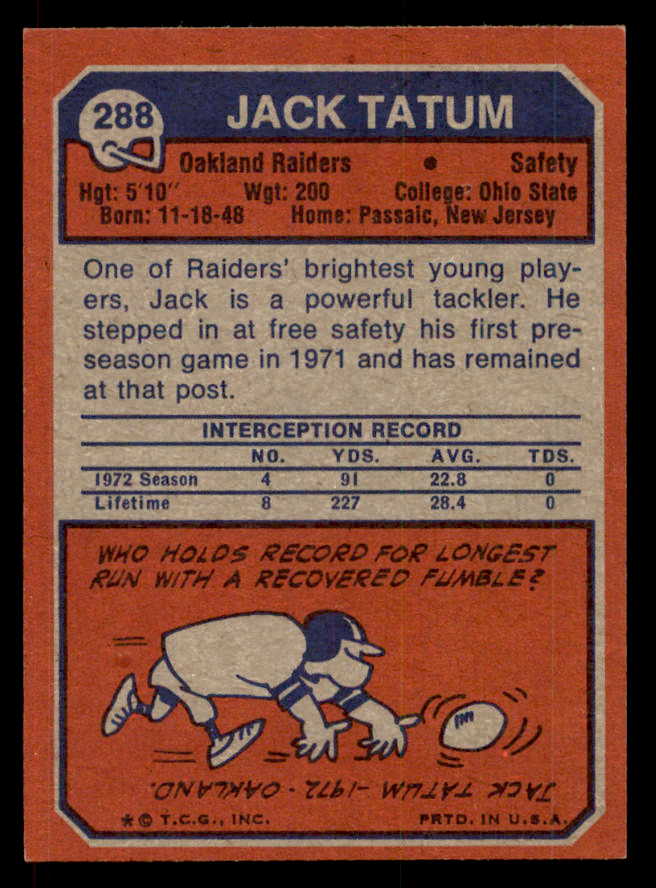 288 JACK TATUM
Oakland Raiders • Safety
Hgt: 5'10" Wgt: 200 College: Ohio State
Born: 11-18-48 Home: Passaic, New Jersey
One of Raiders' brightest young play-
ers, Jack is a powerful tackler. He
stepped in at free safety his first pre-
season game in 1971 and has remained
at that post.
INTERCEPTION RECORD
NO. YDS. AVG. TDS.
1972 Season 4 91 22.8 0
Lifetime 8 227 28.4 0
WHO HOLDS RECORD FOR LONGEST
RUN WITH A RECOVERED FUMBLE?
JACK TATUM-1972-OAKLAND.
* © T.C.G., INC. PRTD. IN U.S.A.